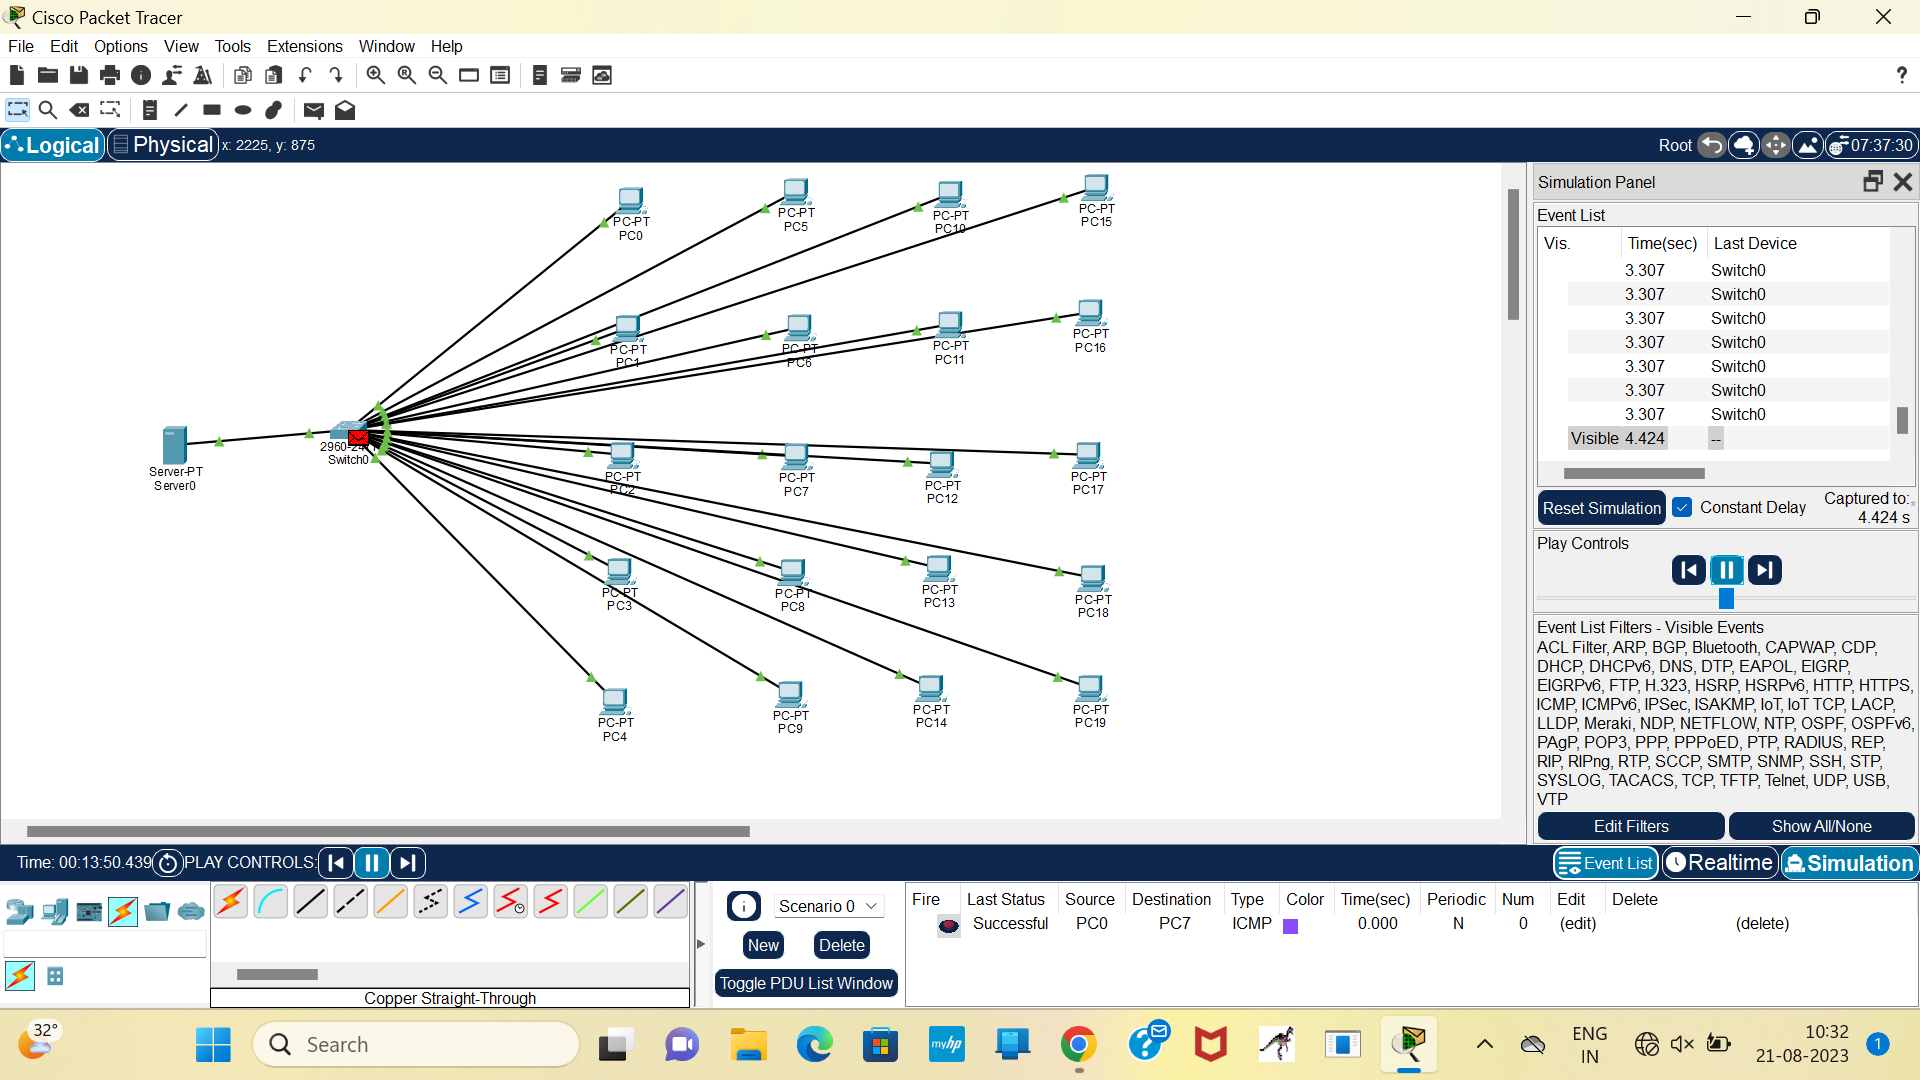 Cisco Packet Tracer
File Edit Options View Tools Extensions Window Help
?
Logical Physical x: 2225, y: 875 Root 07:37:30
PC-PT
PC0
PC-PT
PC5
PC-PT
PC10
PC-PT
PC15
PC-PT
PC1
PC-PT
PC6
PC-PT
PC11
PC-PT
PC16
Server-PT
Server0
Switch0
PC-PT
PC2
PC-PT
PC7
PC-PT
PC12
PC-PT
PC17
PC-PT
PC3
PC-PT
PC8
PC-PT
PC13
PC-PT
PC18
PC-PT
PC4
PC-PT
PC9
PC-PT
PC14
PC-PT
PC19
Simulation Panel
Event List
Vis. Time(sec) Last Device
3.307 Switch0
3.307 Switch0
3.307 Switch0
3.307 Switch0
3.307 Switch0
3.307 Switch0
3.307 Switch0
Visible 4.424 --
Reset Simulation Constant Delay Captured to:
4.424 s
Play Controls
Event List Filters - Visible Events
ACL Filter, ARP, BGP, Bluetooth, CAPWAP, CDP,
DHCP, DHCPv6, DNS, DTP, EAPOL, EIGRP,
EIGRPv6, FTP, H.323, HSRP, HSRPv6, HTTP, HTTPS,
ICMP, ICMPv6, IPSec, ISAKMP, IoT, IoT TCP, LACP,
LLDP, Meraki, NDP, NETFLOW, NTP, OSPF, OSPFv6,
PAgP, POP3, PPP, PPPoED, PTP, RADIUS, REP,
RIP, RIPng, RTP, SCCP, SMTP, SNMP, SSH, STP,
SYSLOG, TACACS, TCP, TFTP, Telnet, UDP, USB,
VTP
Edit Filters Show All/None
Time: 00:13:50.439 PLAY CONTROLS: Event List Realtime Simulation
Copper Straight-Through
Scenario 0
New Delete
Toggle PDU List Window
Fire Last Status Source Destination Type Color Time(sec) Periodic Num Edit Delete
Successful PC0 PC7 ICMP 0.000 N 0 (edit) (delete)
32°
Search
myhp
ENG
IN
10:32
21-08-2023
1